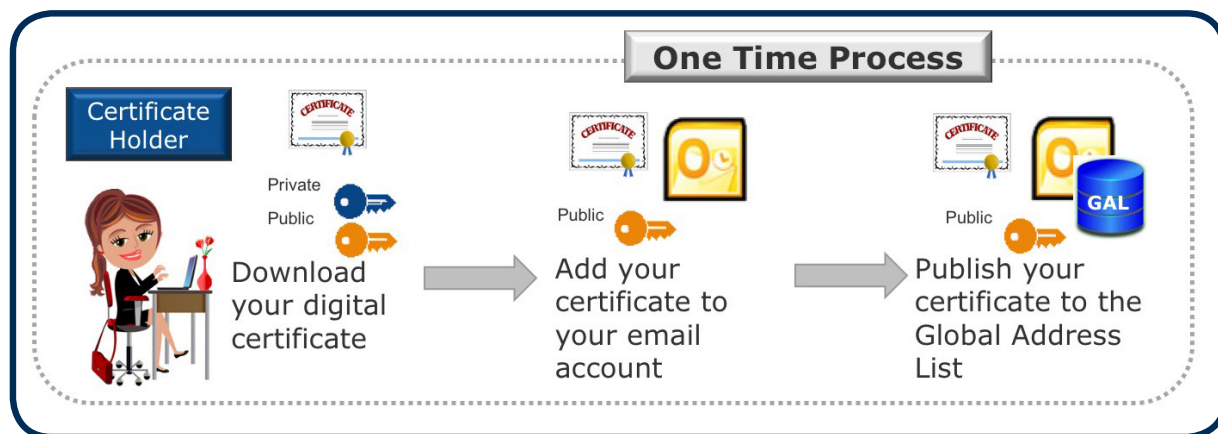 One Time Process
Certificate
Holder
CERTIFICATE
Private
Public
Download
your digital
certificate
CERTIFICATE
O
Public
Add your
certificate to
your email
account
CERTIFICATE
O
GAL
Public
Publish your
certificate to the
Global Address
List